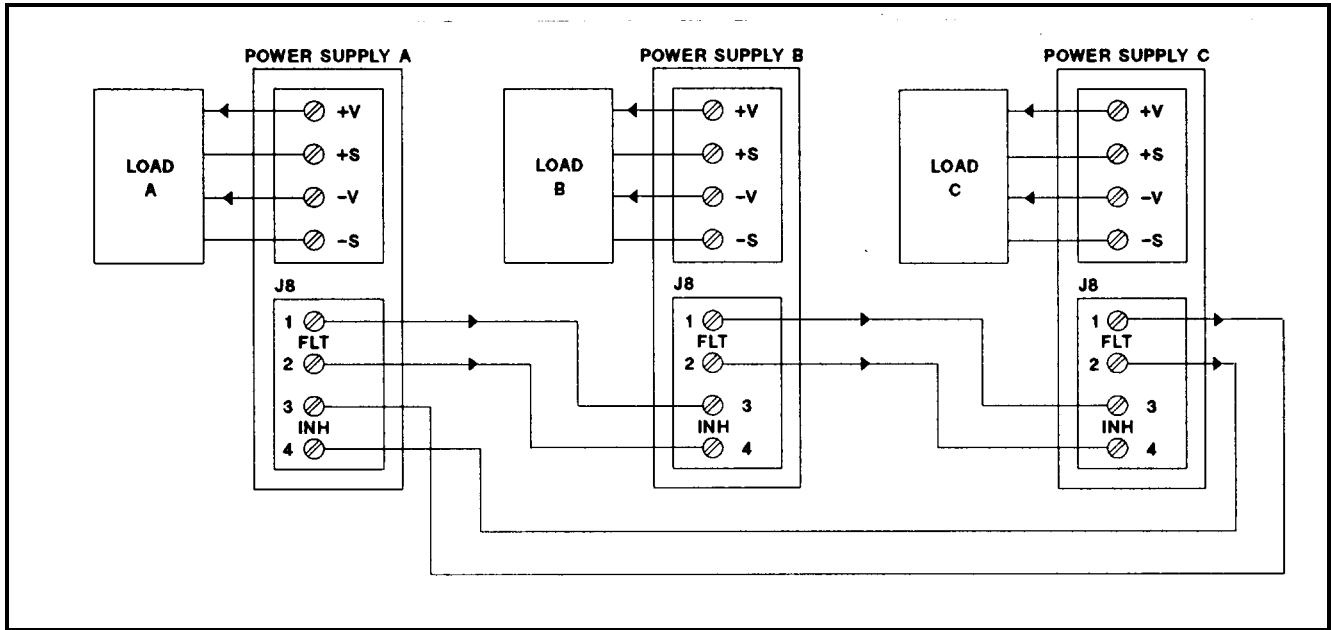 POWER SUPPLY A
POWER SUPPLY B
POWER SUPPLY C
LOAD
A
+V
+S
-V
-S
LOAD
B
+V
+S
-V
-S
LOAD
C
+V
+S
-V
-S
J8
1
FLT
2
3
INH
4
J8
1
FLT
2
3
INH
4
J8
1
FLT
2
3
INH
4